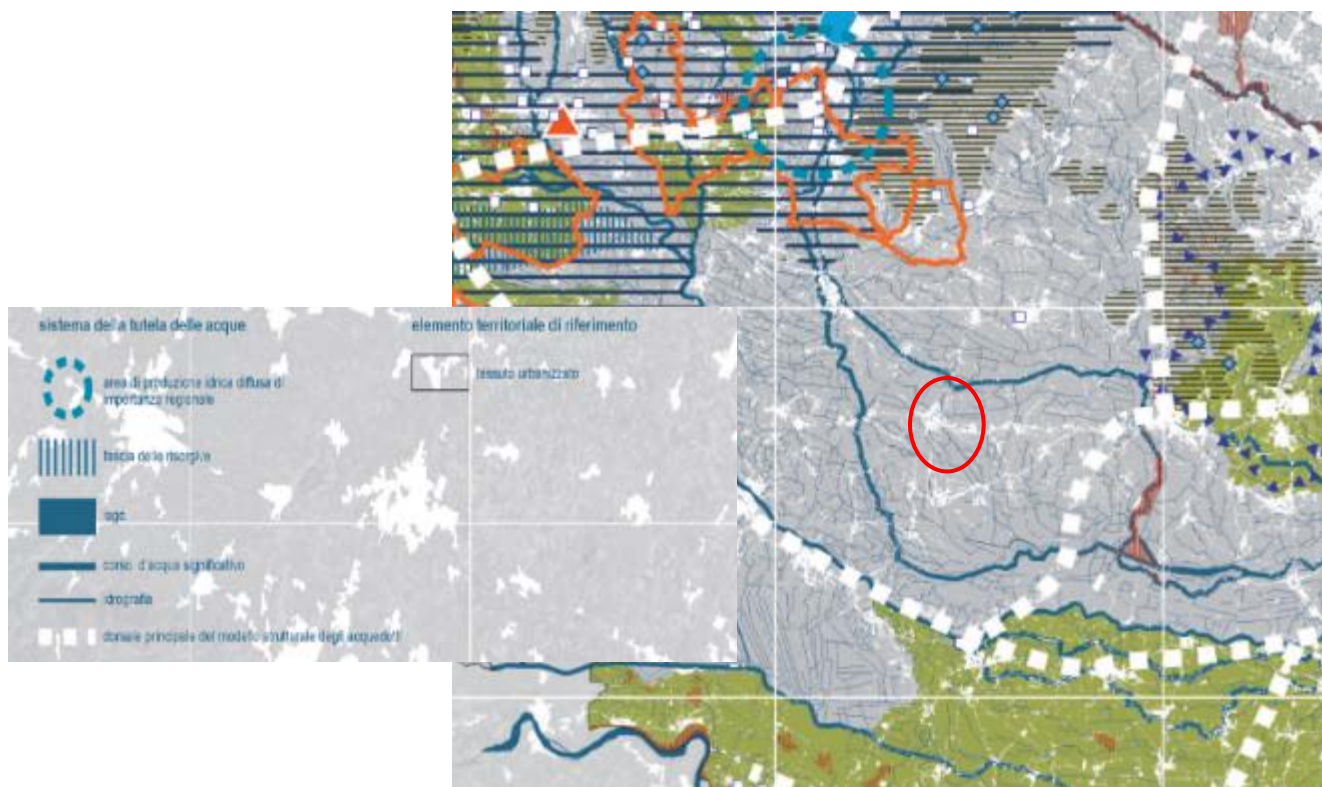 sistema della tutela delle acque
area di produzione idrica diffusa di
importanza regionale
fascia delle risorgive
lago
corso d'acqua significativo
idrografia
dorsale principale del modello strutturale degli acquedotti
elemento territoriale di riferimento
tessuto urbanizzato